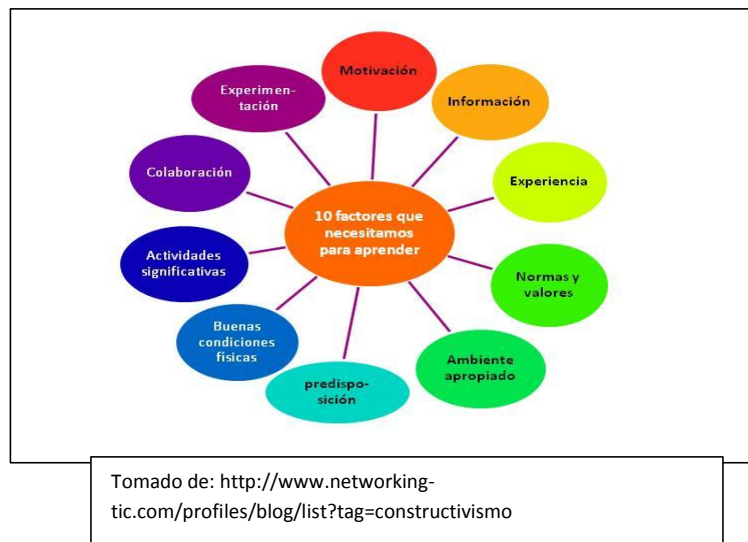 Motivación
Información
Experiencia
Normas y
valores
Ambiente
apropiado
predispo-
sición
Buenas
condiciones
físicas
Actividades
significativas
Colaboración
Experimen-
tación
10 factores que
necesitamos
para aprender
Tomado de: http://www.networking-
tic.com/profiles/blog/list?tag=constructivismo